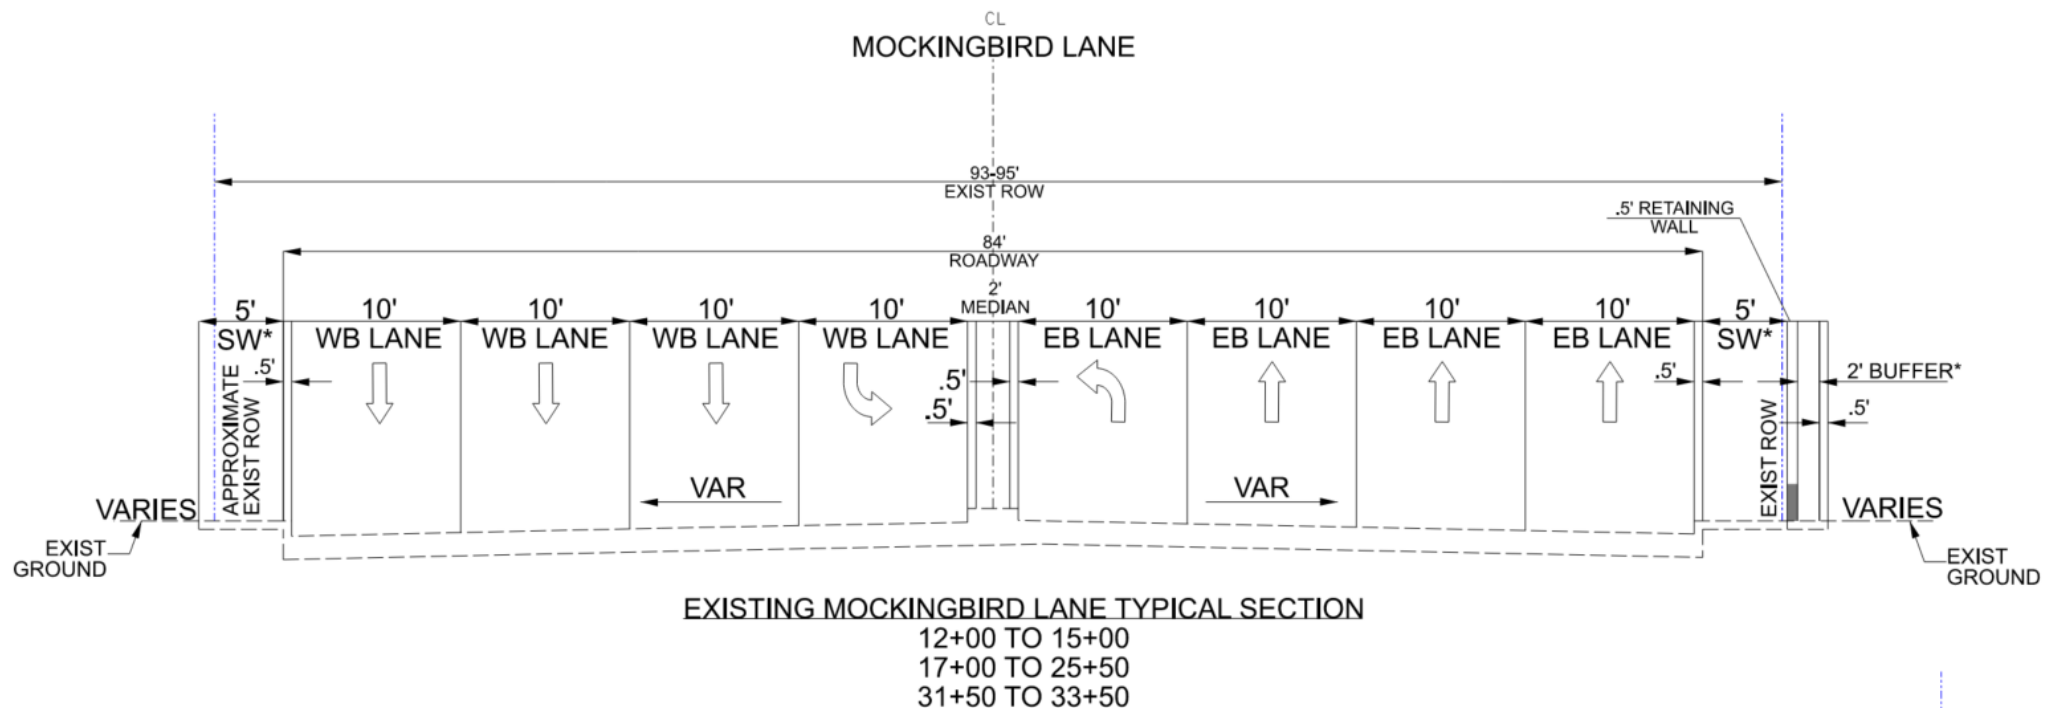 CL
MOCKINGBIRD LANE
93-95'
EXIST ROW
.5' RETAINING
WALL
84'
ROADWAY
2'
MEDIAN
5' 10' 10' 10' 10' 10' 10' 10' 10' 5'
SW* WB LANE WB LANE WB LANE WB LANE EB LANE EB LANE EB LANE EB LANE SW*
.5' .5' .5' 2' BUFFER*
.5' .5'
APPROXIMATE
EXIST ROW
EXIST ROW
VAR VAR
VARIES VARIES
EXIST
GROUND
EXIST
GROUND
EXISTING MOCKINGBIRD LANE TYPICAL SECTION
12+00 TO 15+00
17+00 TO 25+50
31+50 TO 33+50